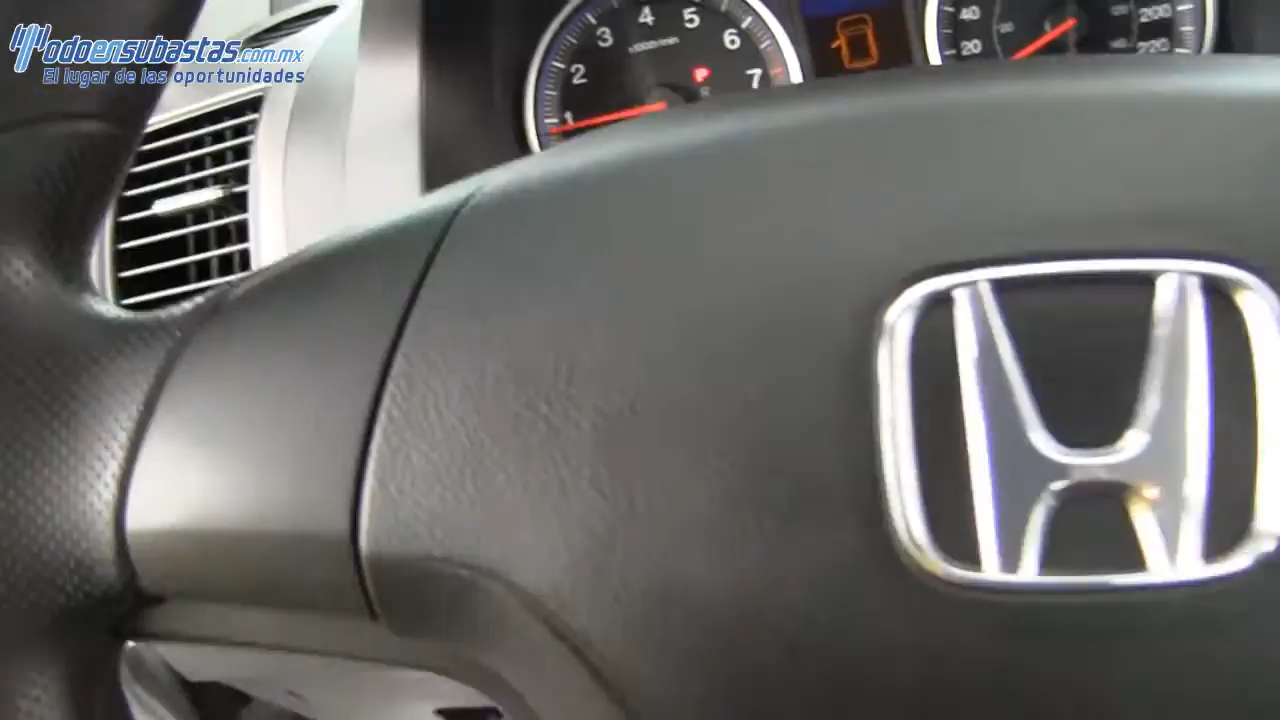 Todoensubastas.com.mx
El lugar de las oportunidades
1 2 3 4 5 6 7
x1000r/min
P
20 40 200 220